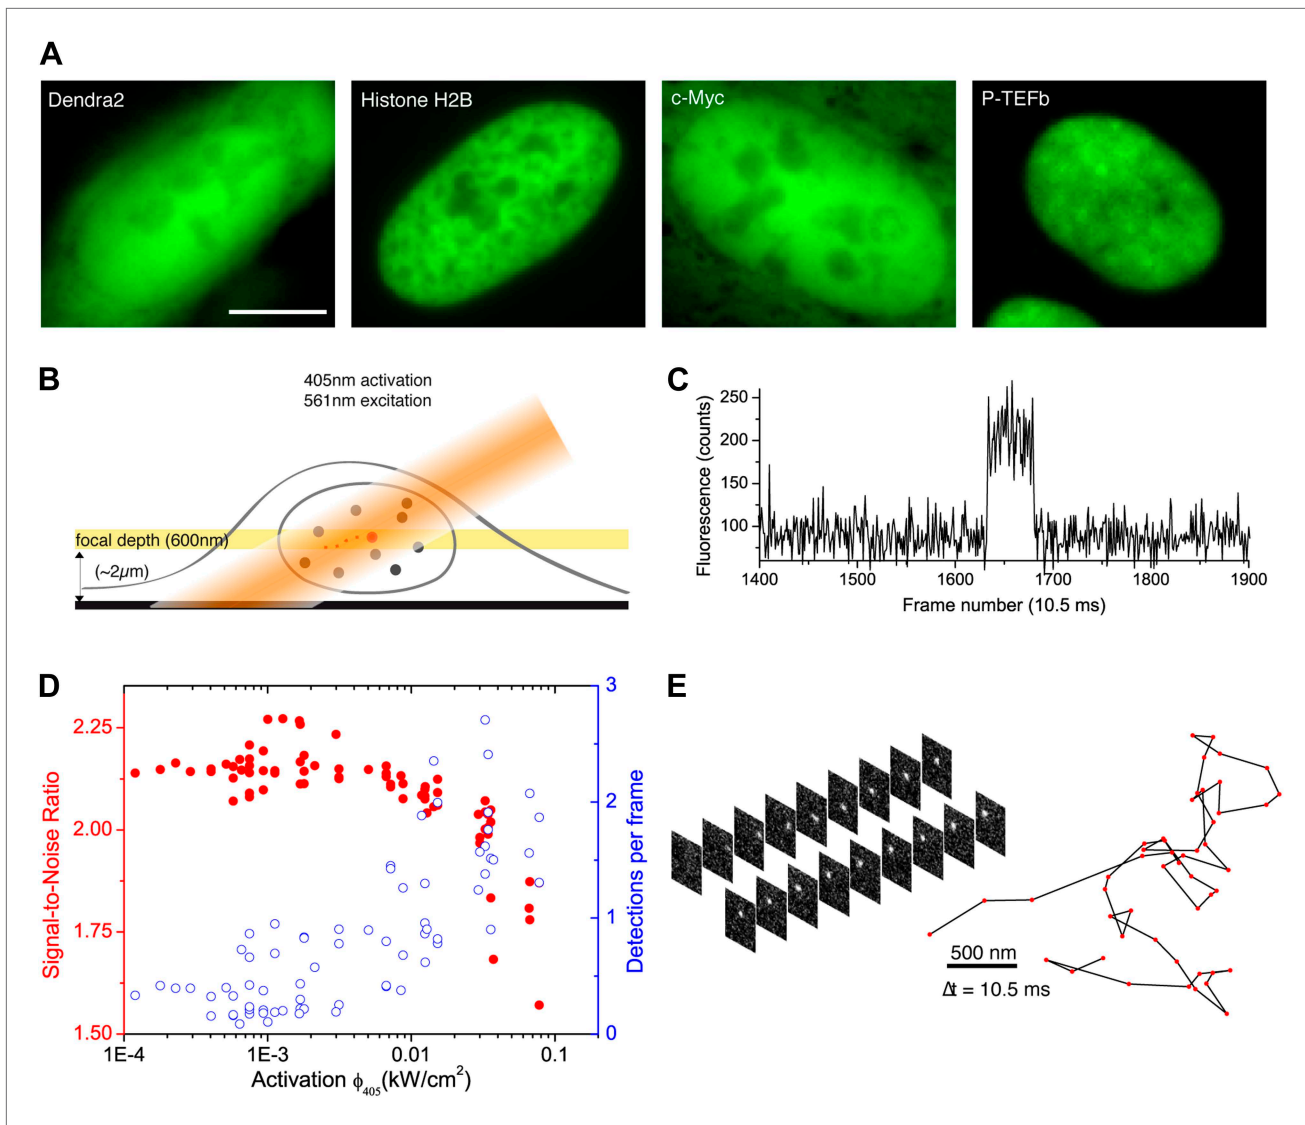 A
Dendra2
Histone H2B
c-Myc
P-TEFb
B
405nm activation
561nm excitation
focal depth (600nm)
(~2µm)
C
Fluorescence (counts)
250
200
150
100
1400 1500 1600 1700 1800 1900
Frame number (10.5 ms)
D
Signal-to-Noise Ratio
2.25
2.00
1.75
1.50
3
2
1
0
Detections per frame
1E-4 1E-3 0.01 0.1
Activation ϕ₄₀₅(kW/cm²)
E
500 nm
Δt = 10.5 ms